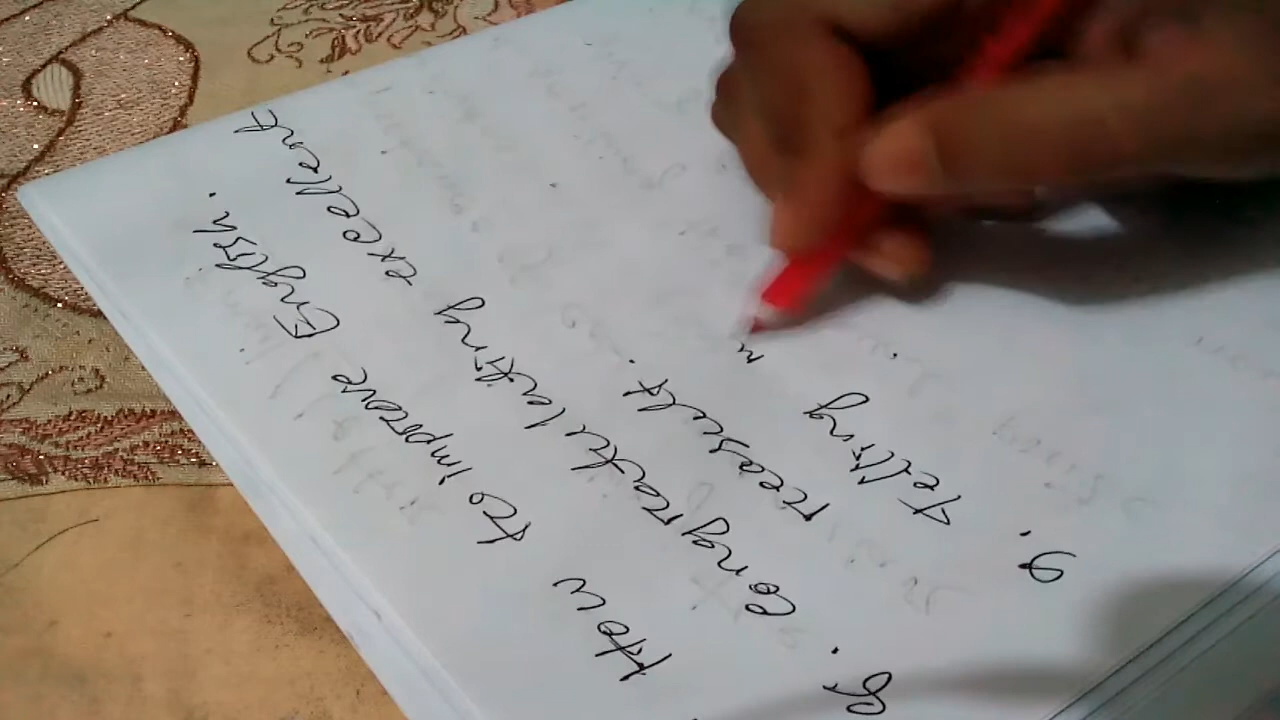 How to improve English.
8. Congratulating excellent
result.
9. Telling